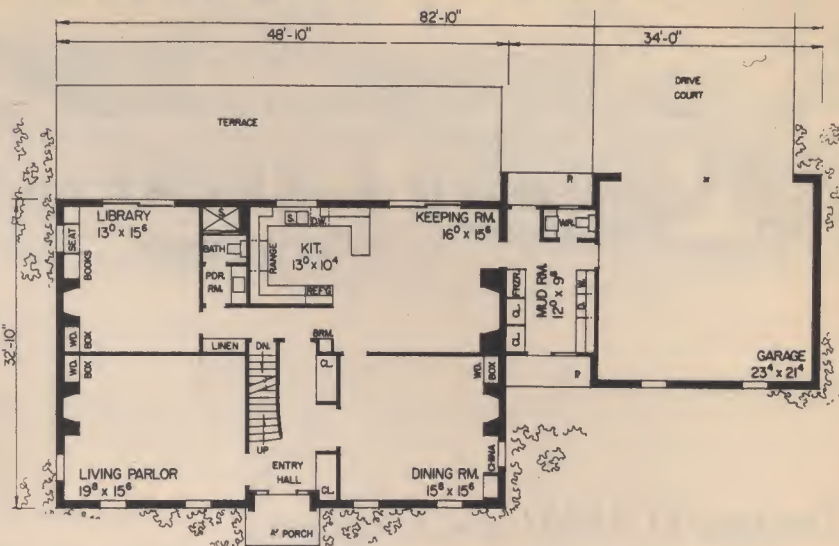 82'-10"
48'-10"
34'-0"
DRIVE
COURT
TERRACE
R
LIBRARY
13⁰ x 15⁶
S
S.
D.W.
KEEPING RM.
16⁰ x 15⁶
WR.
SEAT
BATH
RANGE
KIT.
13⁰ x 10⁴
BOOKS
PDR.
RM.
REF'G
FRZR.
MUD RM.
12⁰ x 9⁸
W.
D.
CL.
CL.
32'-10"
WD.
BOX
LINEN
DN.
BRM.
WD.
BOX
CL.
WD.
BOX
P
GARAGE
23⁴ x 21⁴
UP
LIVING PARLOR
19⁸ x 15⁶
ENTRY
HALL
CL.
DINING RM.
15⁸ x 15⁶
CHINA
PORCH